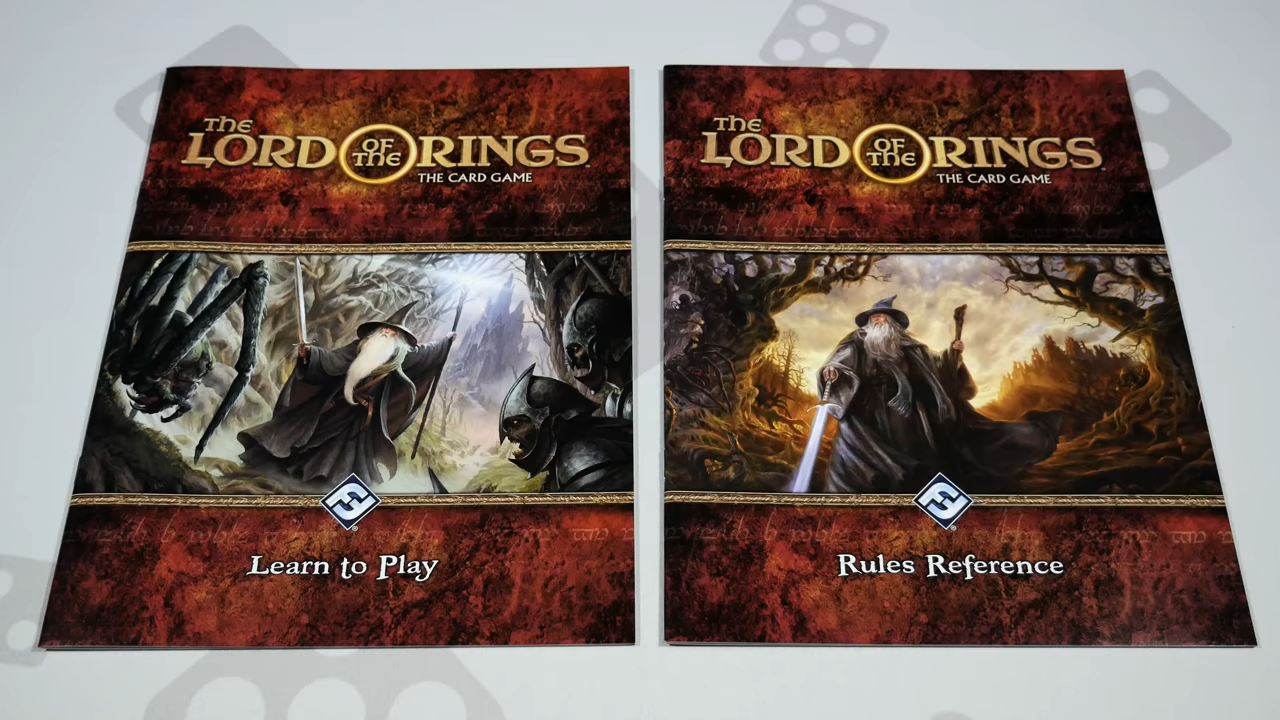 The
LORD OF THE RINGS
THE CARD GAME
Learn to Play
The
LORD OF THE RINGS
THE CARD GAME
Rules Reference